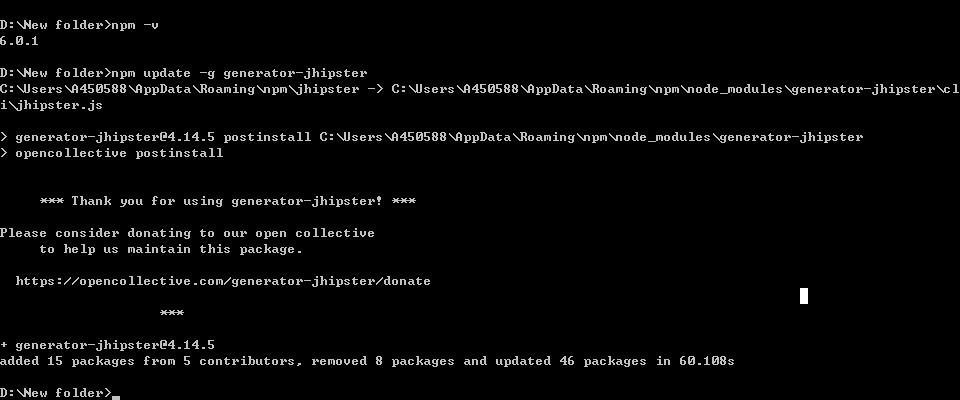 D:\New folder>npm -v
6.0.1
D:\New folder>npm update -g generator-jhipster
C:\Users\A450588\AppData\Roaming\npm\jhipster -> C:\Users\A450588\AppData\Roaming\npm\node_modules\generator-jhipster\cl
i\jhipster.js
> generator-jhipster@4.14.5 postinstall C:\Users\A450588\AppData\Roaming\npm\node_modules\generator-jhipster
> opencollective postinstall
*** Thank you for using generator-jhipster! ***
Please consider donating to our open collective
to help us maintain this package.
https://opencollective.com/generator-jhipster/donate
***
+ generator-jhipster@4.14.5
added 15 packages from 5 contributors, removed 8 packages and updated 46 packages in 60.108s
D:\New folder>